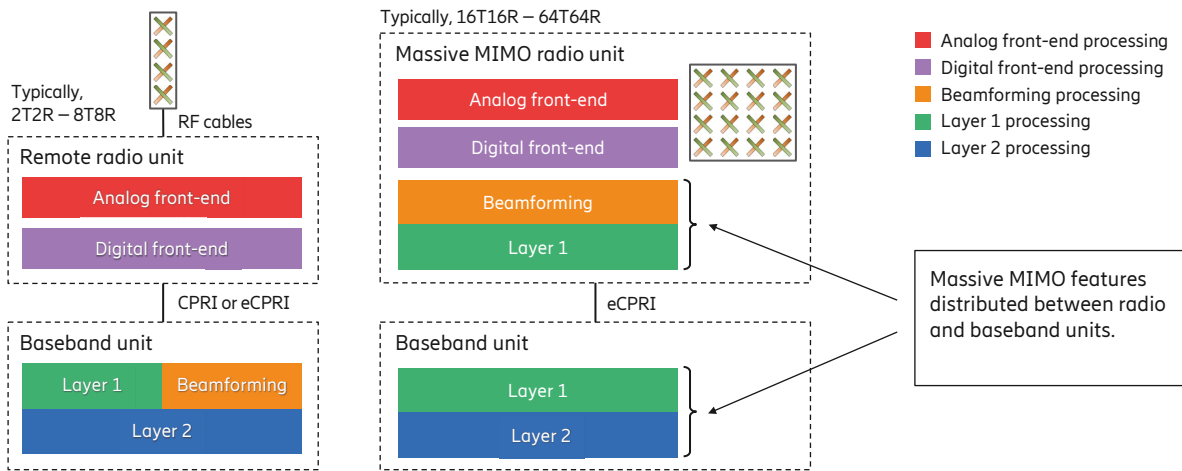 Typically,
2T2R – 8T8R
RF cables
Remote radio unit
Analog front-end
Digital front-end
CPRI or eCPRI
Baseband unit
Layer 1
Beamforming
Layer 2
Typically, 16T16R – 64T64R
Massive MIMO radio unit
Analog front-end
Digital front-end
Beamforming
Layer 1
eCPRI
Baseband unit
Layer 1
Layer 2
Analog front-end processing
Digital front-end processing
Beamforming processing
Layer 1 processing
Layer 2 processing
Massive MIMO features
distributed between radio
and baseband units.